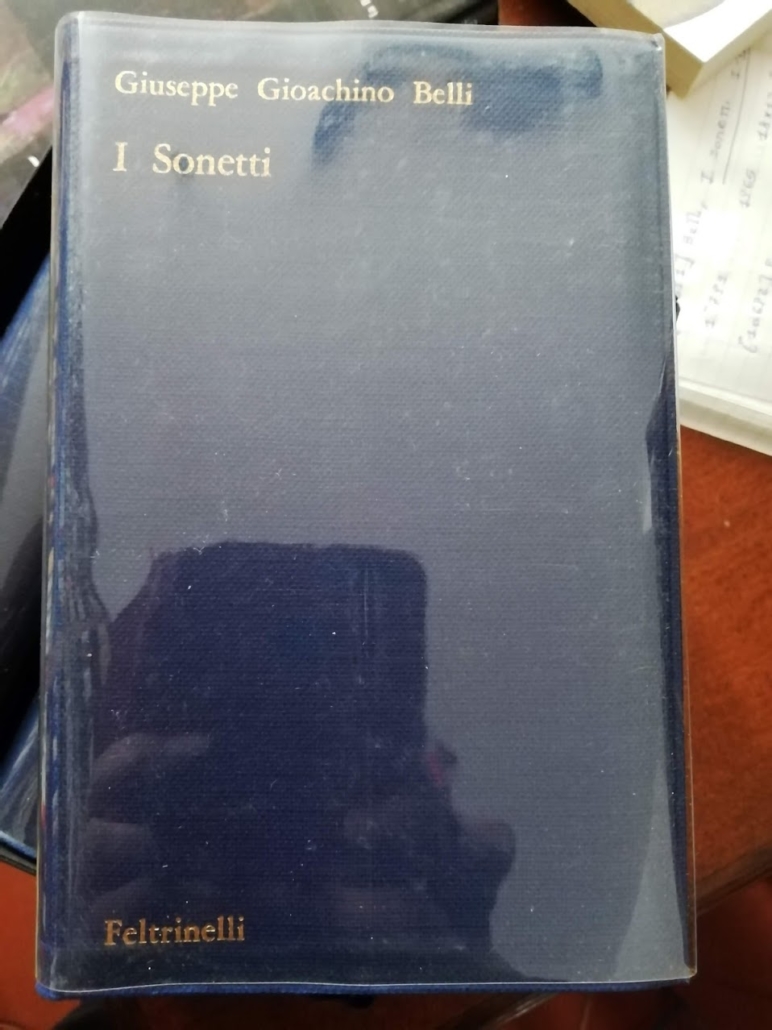 Giuseppe Gioachino Belli
I Sonetti
Feltrinelli